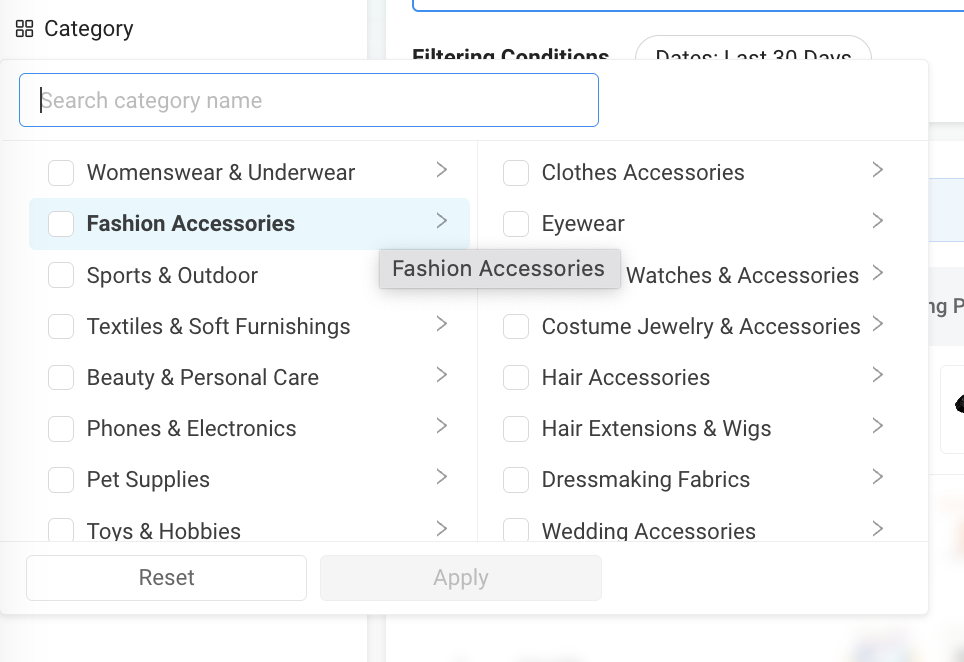 Category
Filtering Conditions
Dates: Last 30 Days
Search category name
Womenswear & Underwear
Fashion Accessories
Sports & Outdoor
Textiles & Soft Furnishings
Beauty & Personal Care
Phones & Electronics
Pet Supplies
Toys & Hobbies
Clothes Accessories
Eyewear
Fashion Accessories
Watches & Accessories
Costume Jewelry & Accessories
Hair Accessories
Hair Extensions & Wigs
Dressmaking Fabrics
Wedding Accessories
Reset
Apply